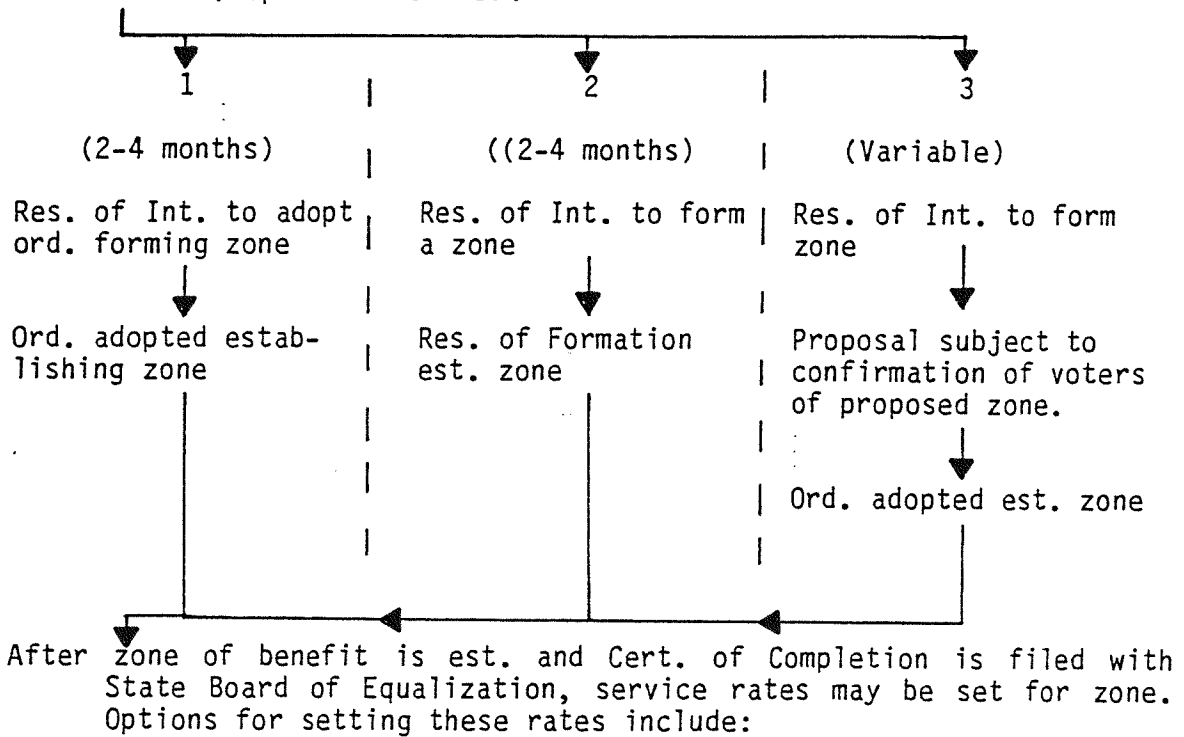 1
2
3
(2-4 months)
((2-4 months)
(Variable)
Res. of Int. to adopt
ord. forming zone
Ord. adopted estab-
lishing zone
Res. of Int. to form
a zone
Res. of Formation
est. zone
Res. of Int. to form
zone
Proposal subject to
confirmation of voters
of proposed zone.
Ord. adopted est. zone
After zone of benefit is est. and Cert. of Completion is filed with
State Board of Equalization, service rates may be set for zone.
Options for setting these rates include: